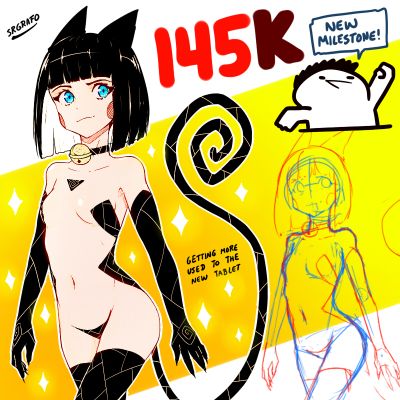 SRGRAFO
145K
NEW
MILESTONE!
GETTING MORE
USED TO THE
NEW TABLET